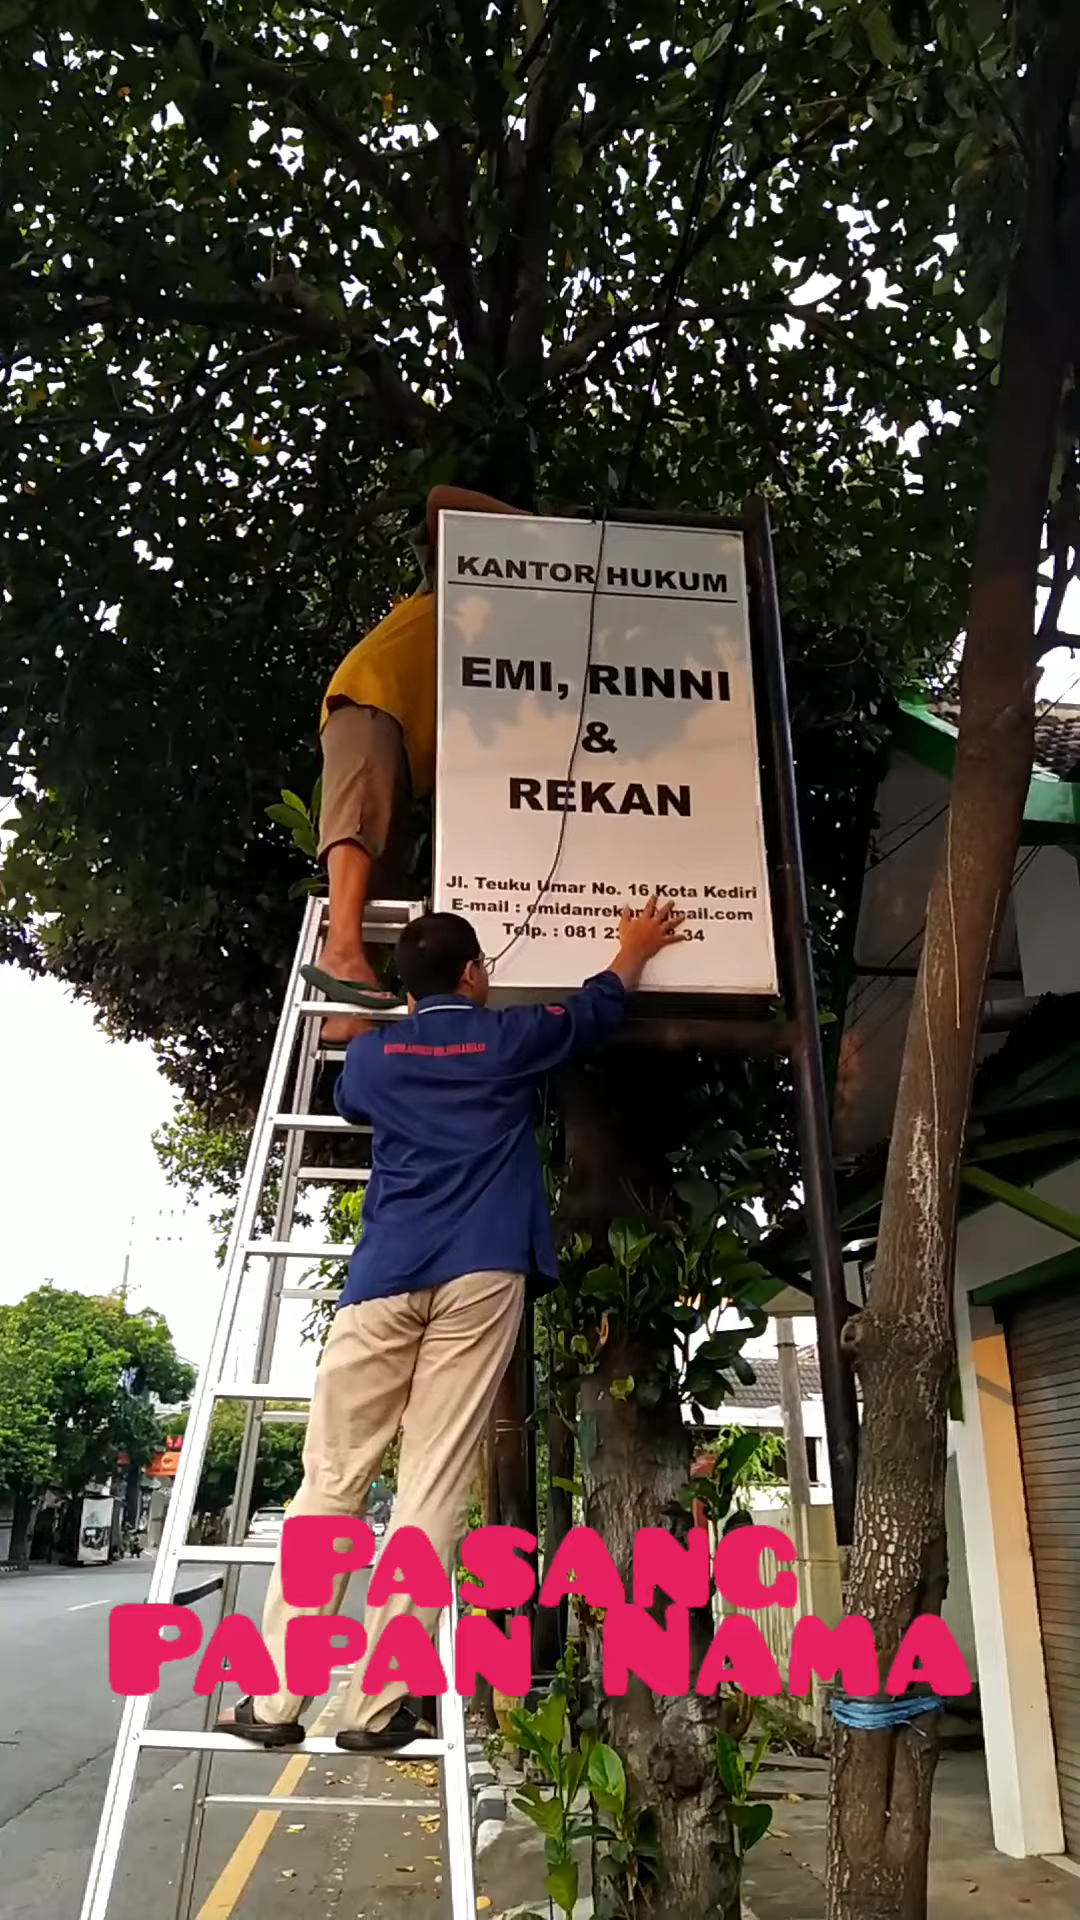 KANTOR HUKUM
EMI, RINNI
&
REKAN
Jl. Teuku Umar No. 16 Kota Kediri
E-mail :
Telp. : 081
PASANG
PAPAN NAMA